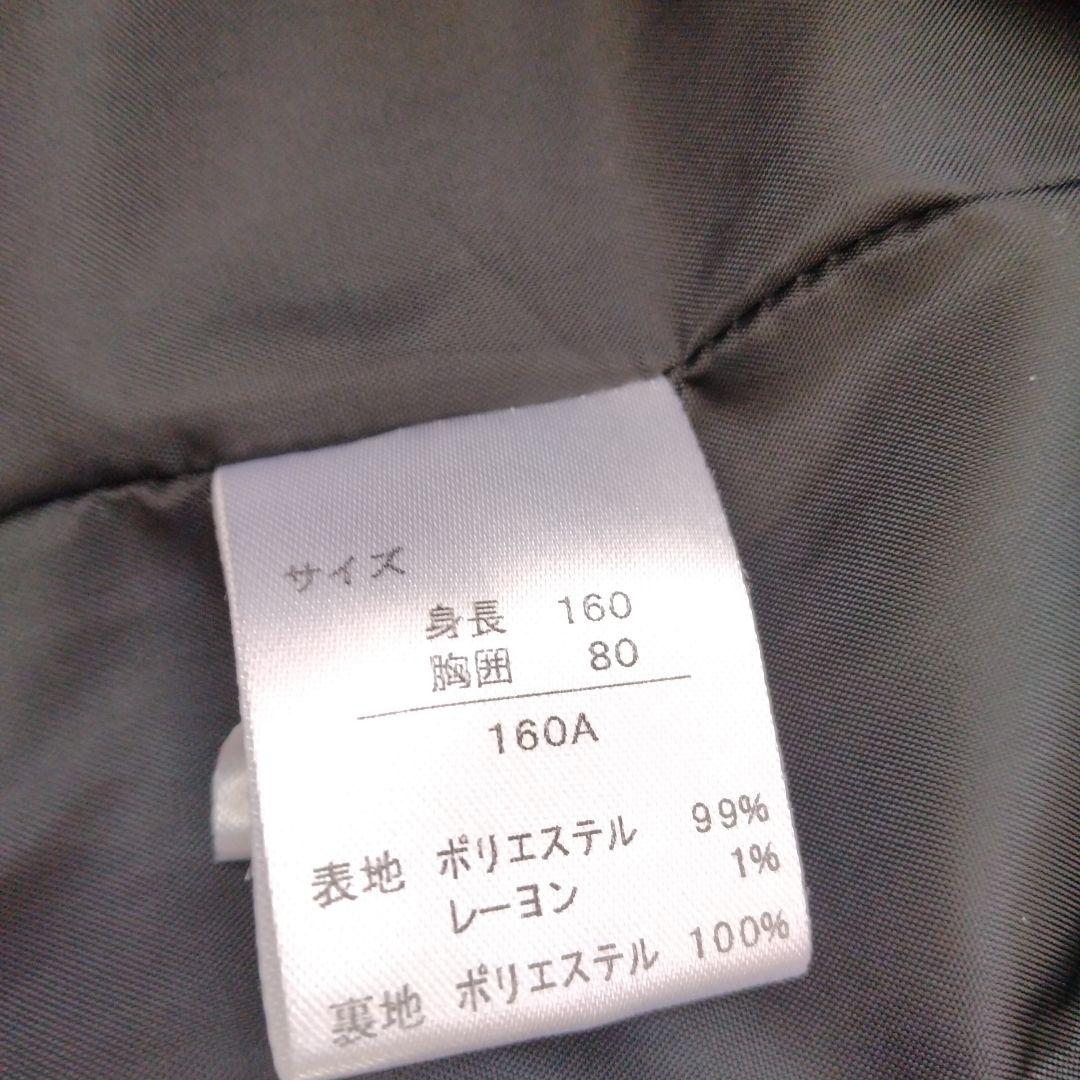 サイズ
身長 160
胸囲 80
160A
表地 ポリエステル 99%
レーヨン 1%
裏地 ポリエステル 100%